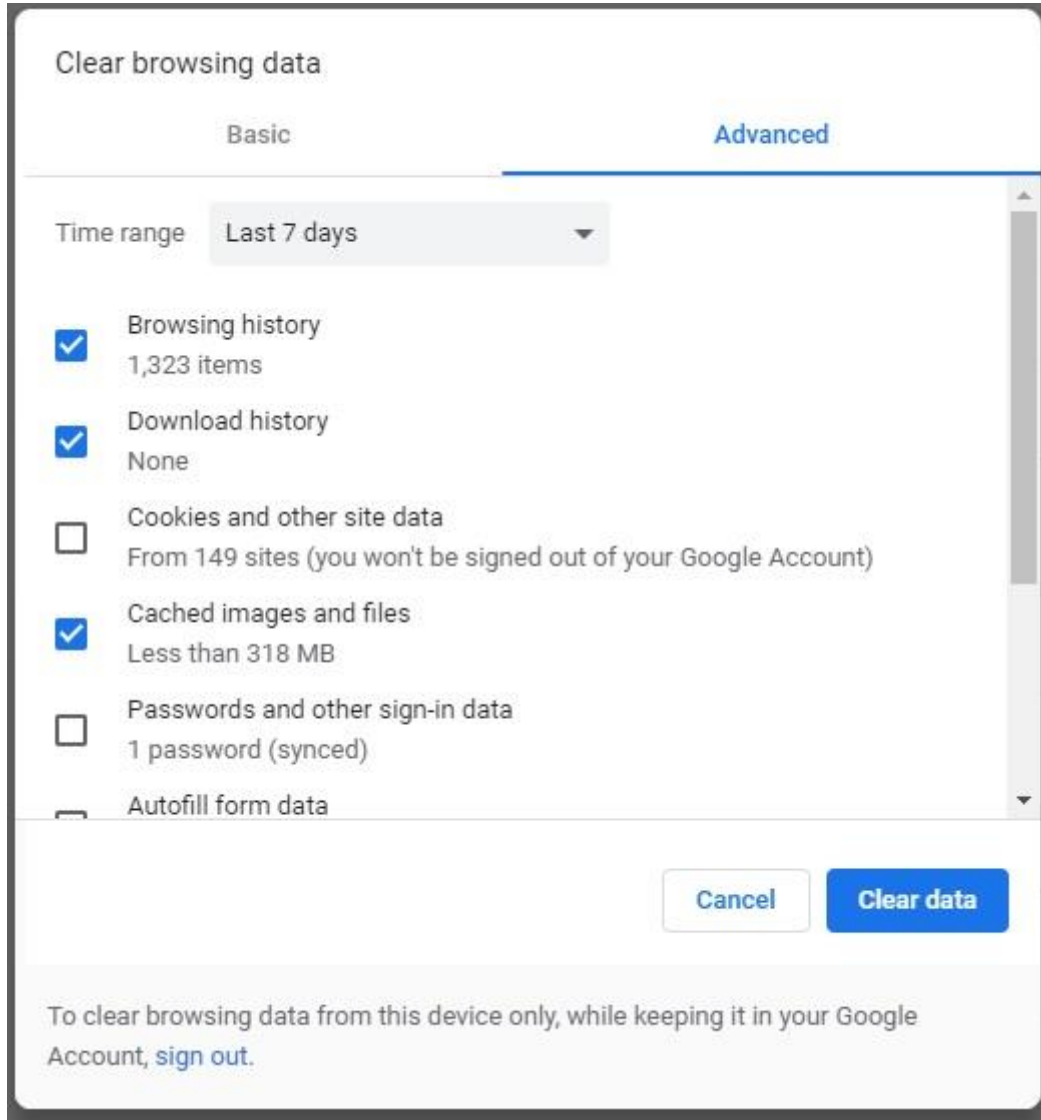 Clear browsing data
Basic
Advanced
Time range
Last 7 days
Browsing history
1,323 items
Download history
None
Cookies and other site data
From 149 sites (you won't be signed out of your Google Account)
Cached images and files
Less than 318 MB
Passwords and other sign-in data
1 password (synced)
Autofill form data
Cancel
Clear data
To clear browsing data from this device only, while keeping it in your Google
Account, sign out.